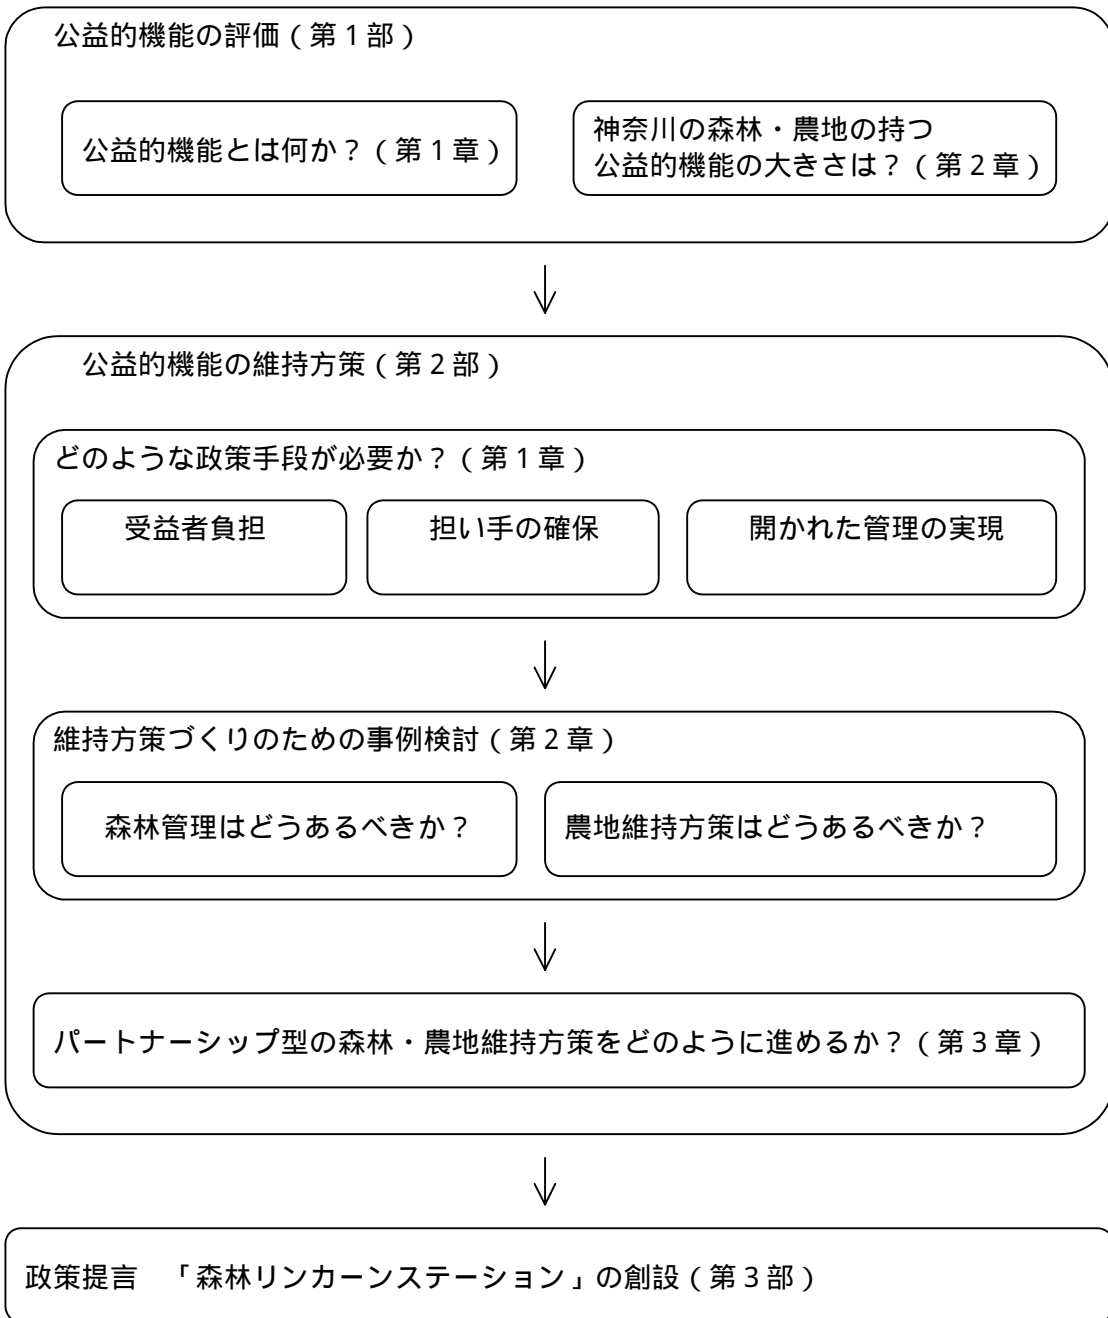 公益的機能の評価(第1部)
公益的機能とは何か?(第1章)
神奈川の森林・農地の持つ
公益的機能の大きさは?(第2章)
公益的機能の維持方策(第2部)
どのような政策手段が必要か?(第1章)
受益者負担
担い手の確保
開かれた管理の実現
維持方策づくりのための事例検討(第2章)
森林管理はどうあるべきか?
農地維持方策はどうあるべきか?
パートナーシップ型の森林・農地維持方策をどのように進めるか?(第3章)
政策提言 「森林リンカーンステーション」の創設(第3部)